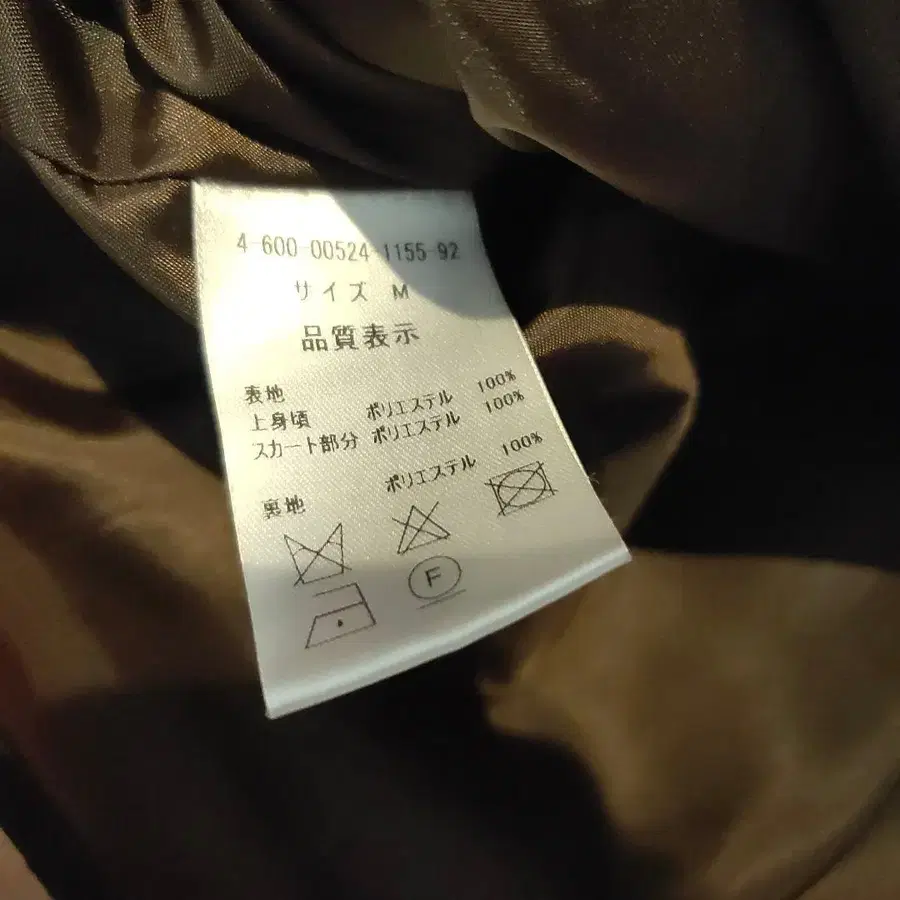 4-600-00524-1155-92
サイズ M
品質表示
表地
上身頃 ポリエステル 100%
スカート部分 ポリエステル 100%
裏地 ポリエステル 100%
F